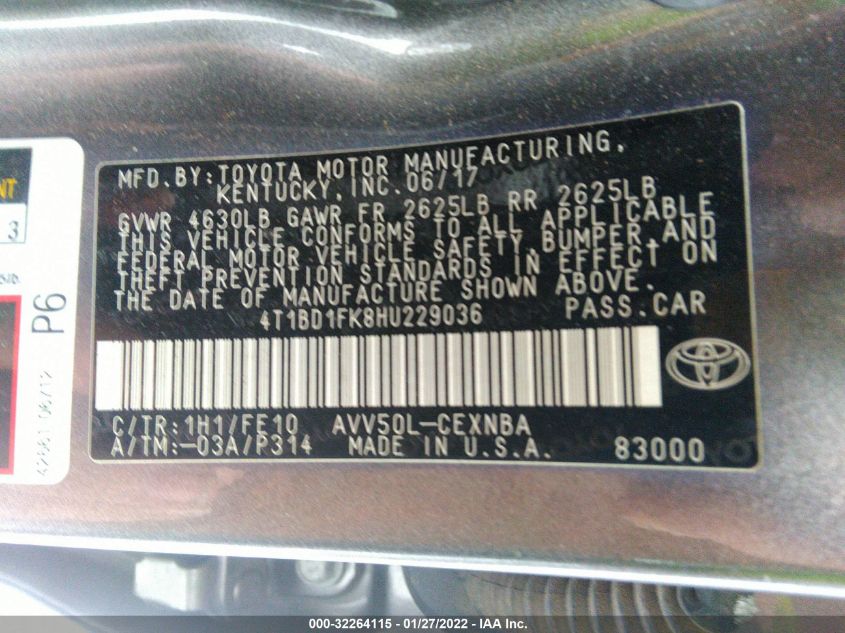 MFD.BY:TOYOTA MOTOR MANUFACTURING,
KENTUCKY, INC. 06/17
GVWR 4630LB GAWR FR 2625LB RR 2625LB
THIS VEHICLE CONFORMS TO ALL APPLICABLE
FEDERAL MOTOR VEHICLE SAFETY, BUMPER, AND
THEFT PREVENTION STANDARDS IN EFFECT ON
THE DATE OF MANUFACTURE SHOWN ABOVE.
4T1BD1FK8HU229036 PASS.CAR
C/TR:1H1/FE10 AVV50L-CEXNBA
A/TM:-03A/P314 MADE IN U.S.A. 83000
NT
3
P6
000-32264115 - 01/27/2022 - IAA Inc.